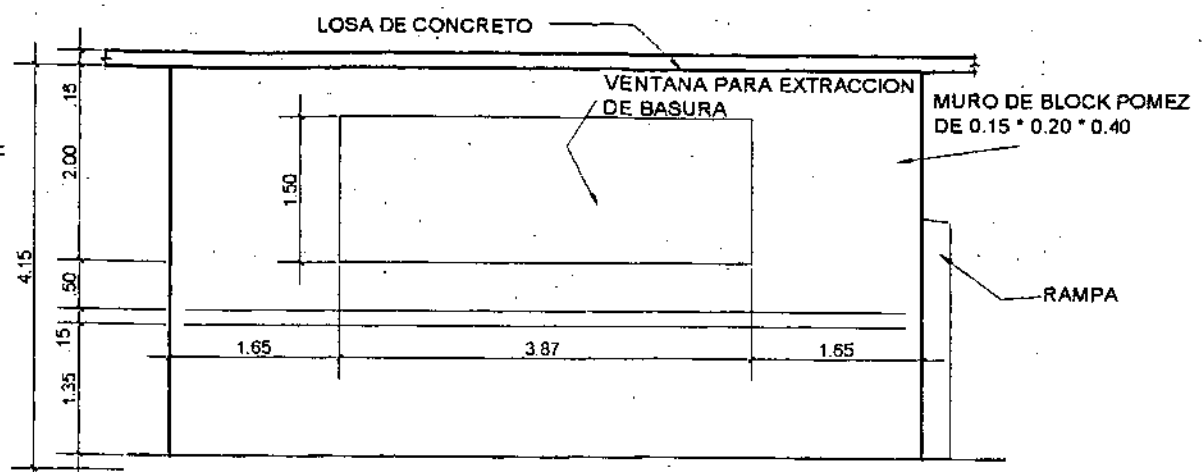 LOSA DE CONCRETO
VENTANA PARA EXTRACCION
DE BASURA
MURO DE BLOCK POMEZ
DE 0.15 * 0.20 * 0.40
RAMPA
.15
2.00
1.50
4.15
.50
.15
1.35
1.65
3.87
1.65